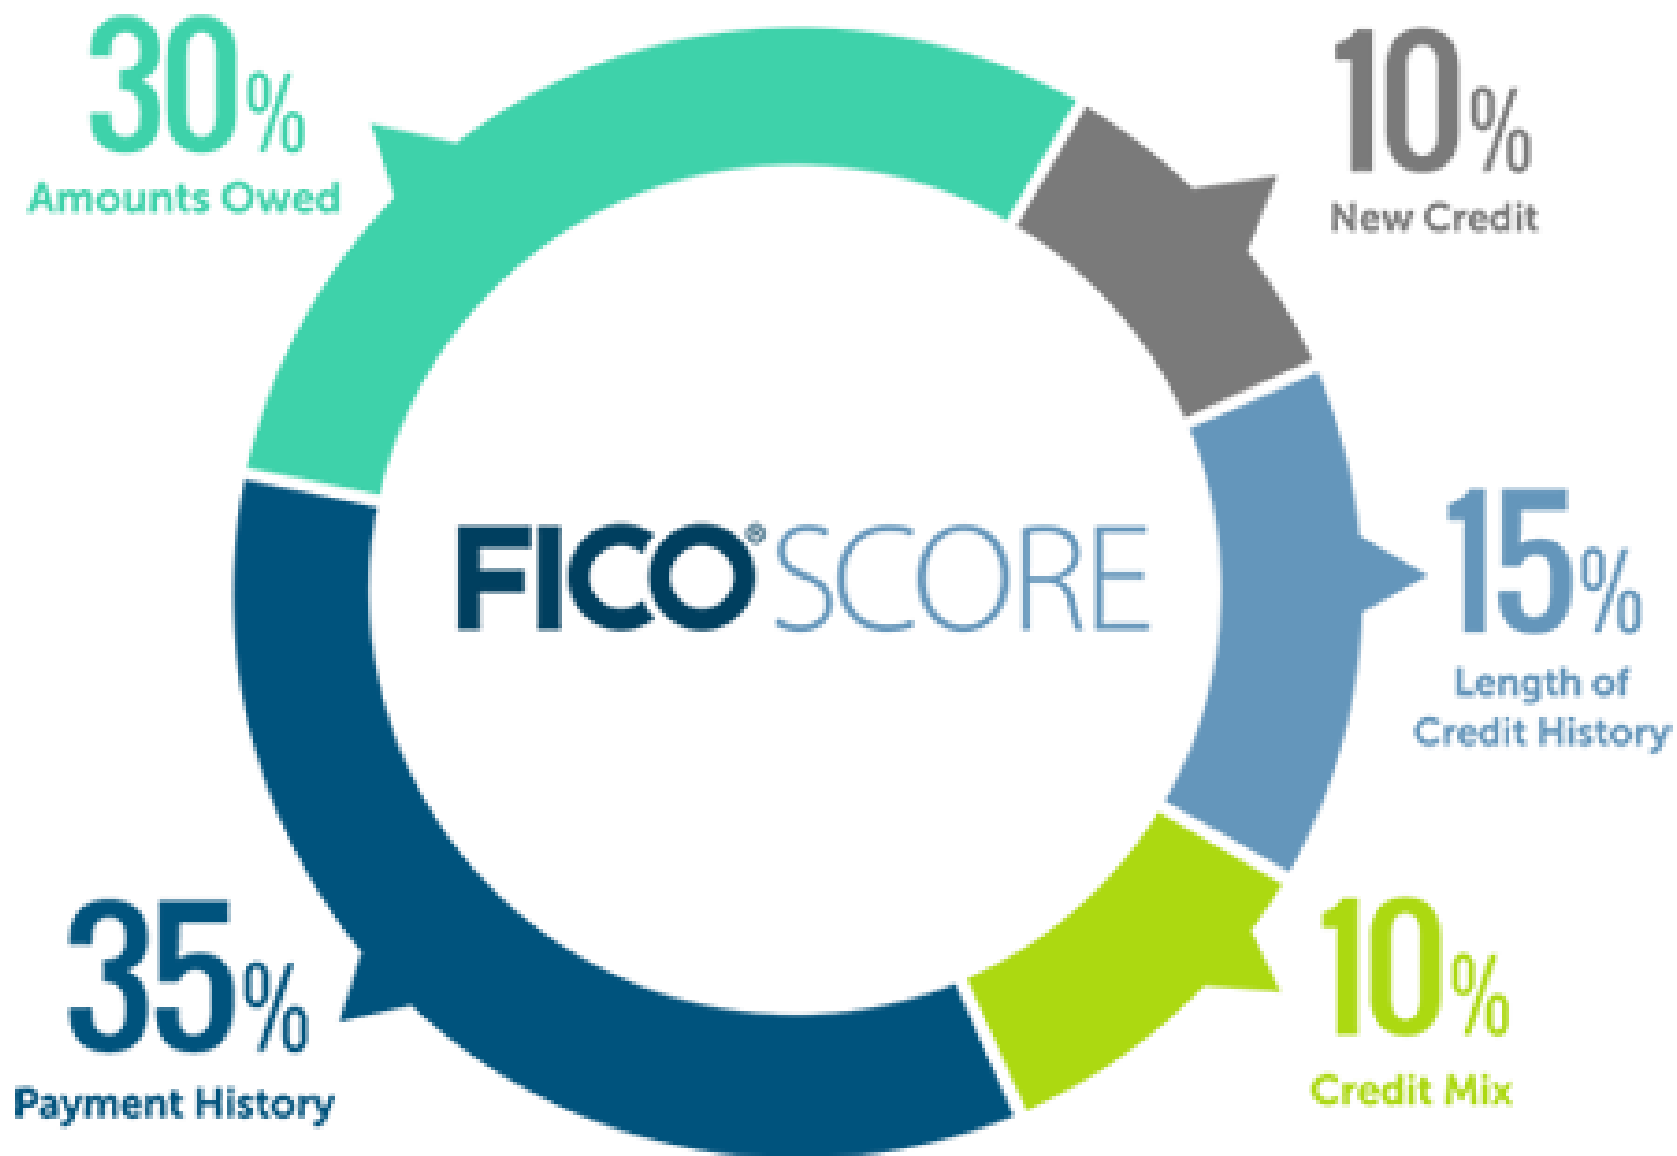 30%
Amounts Owed
10%
New Credit
FICO® SCORE
15%
Length of
Credit History
35%
Payment History
10%
Credit Mix